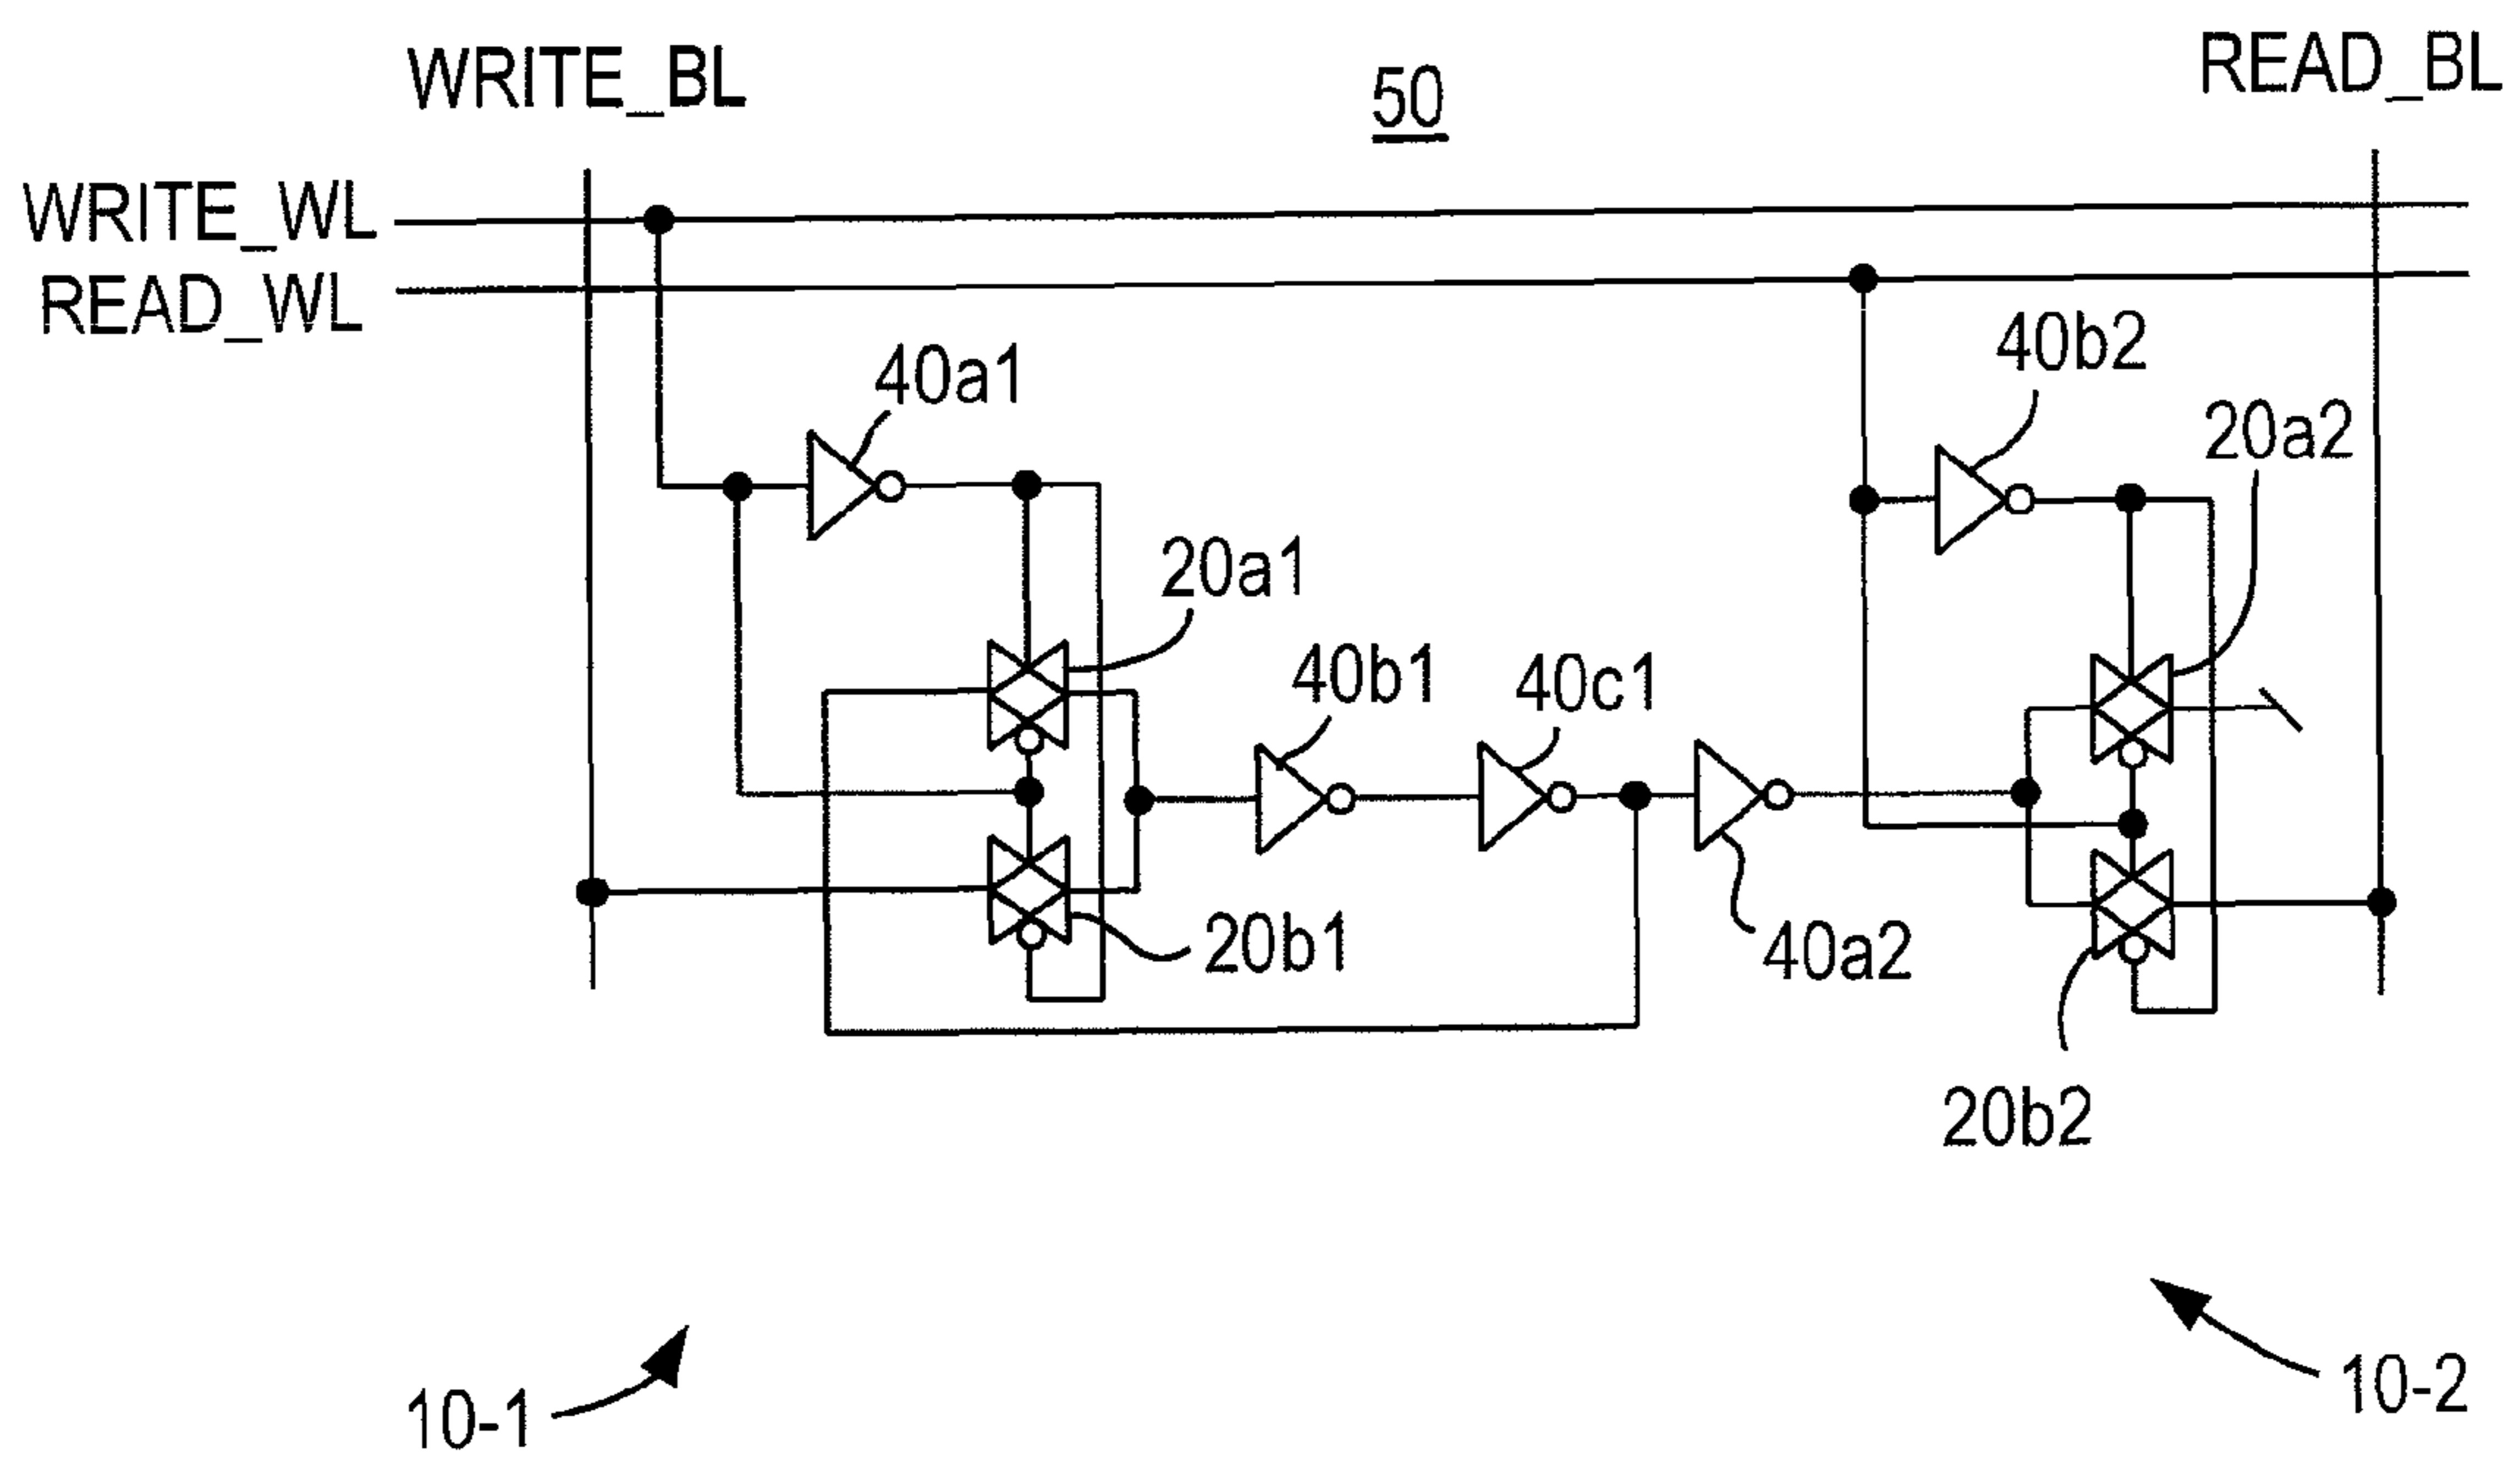 WRITE_BL
50
READ_BL
WRITE_WL
READ_WL
40a1
40b2
20a2
20a1
40b1
40c1
20b1
40a2
20b2
10-1
10-2